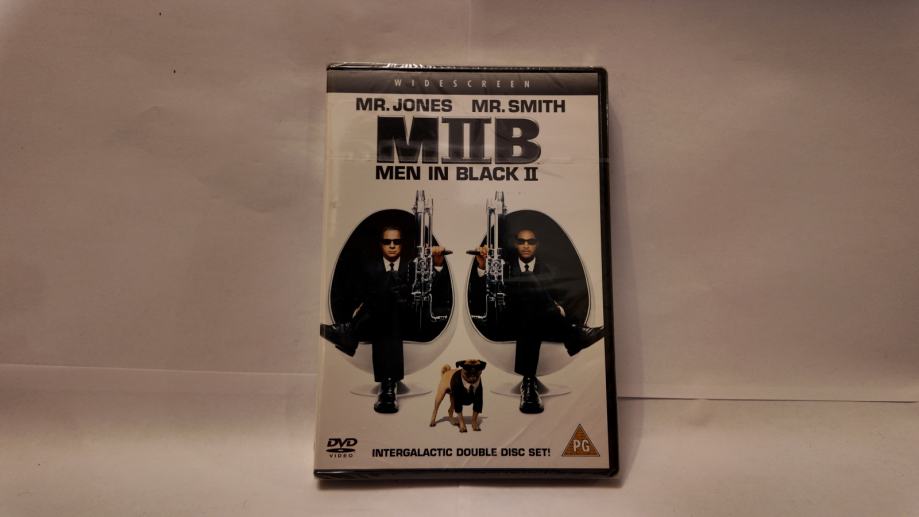 WIDESCREEN
MR. JONES MR. SMITH
MIIB
MEN IN BLACK II
DVD
VIDEO
INTERGALACTIC DOUBLE DISC SET!
PG